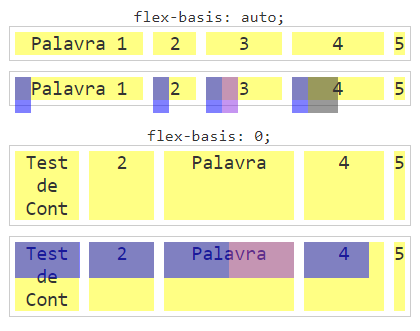 flex-basis: auto;
Palavra 1 2 3 4 5
Palavra 1 2 3 4 5
flex-basis: 0;
Test 2 Palavra 4 5
de
Cont
Test 2 Palavra 4 5
de
Cont